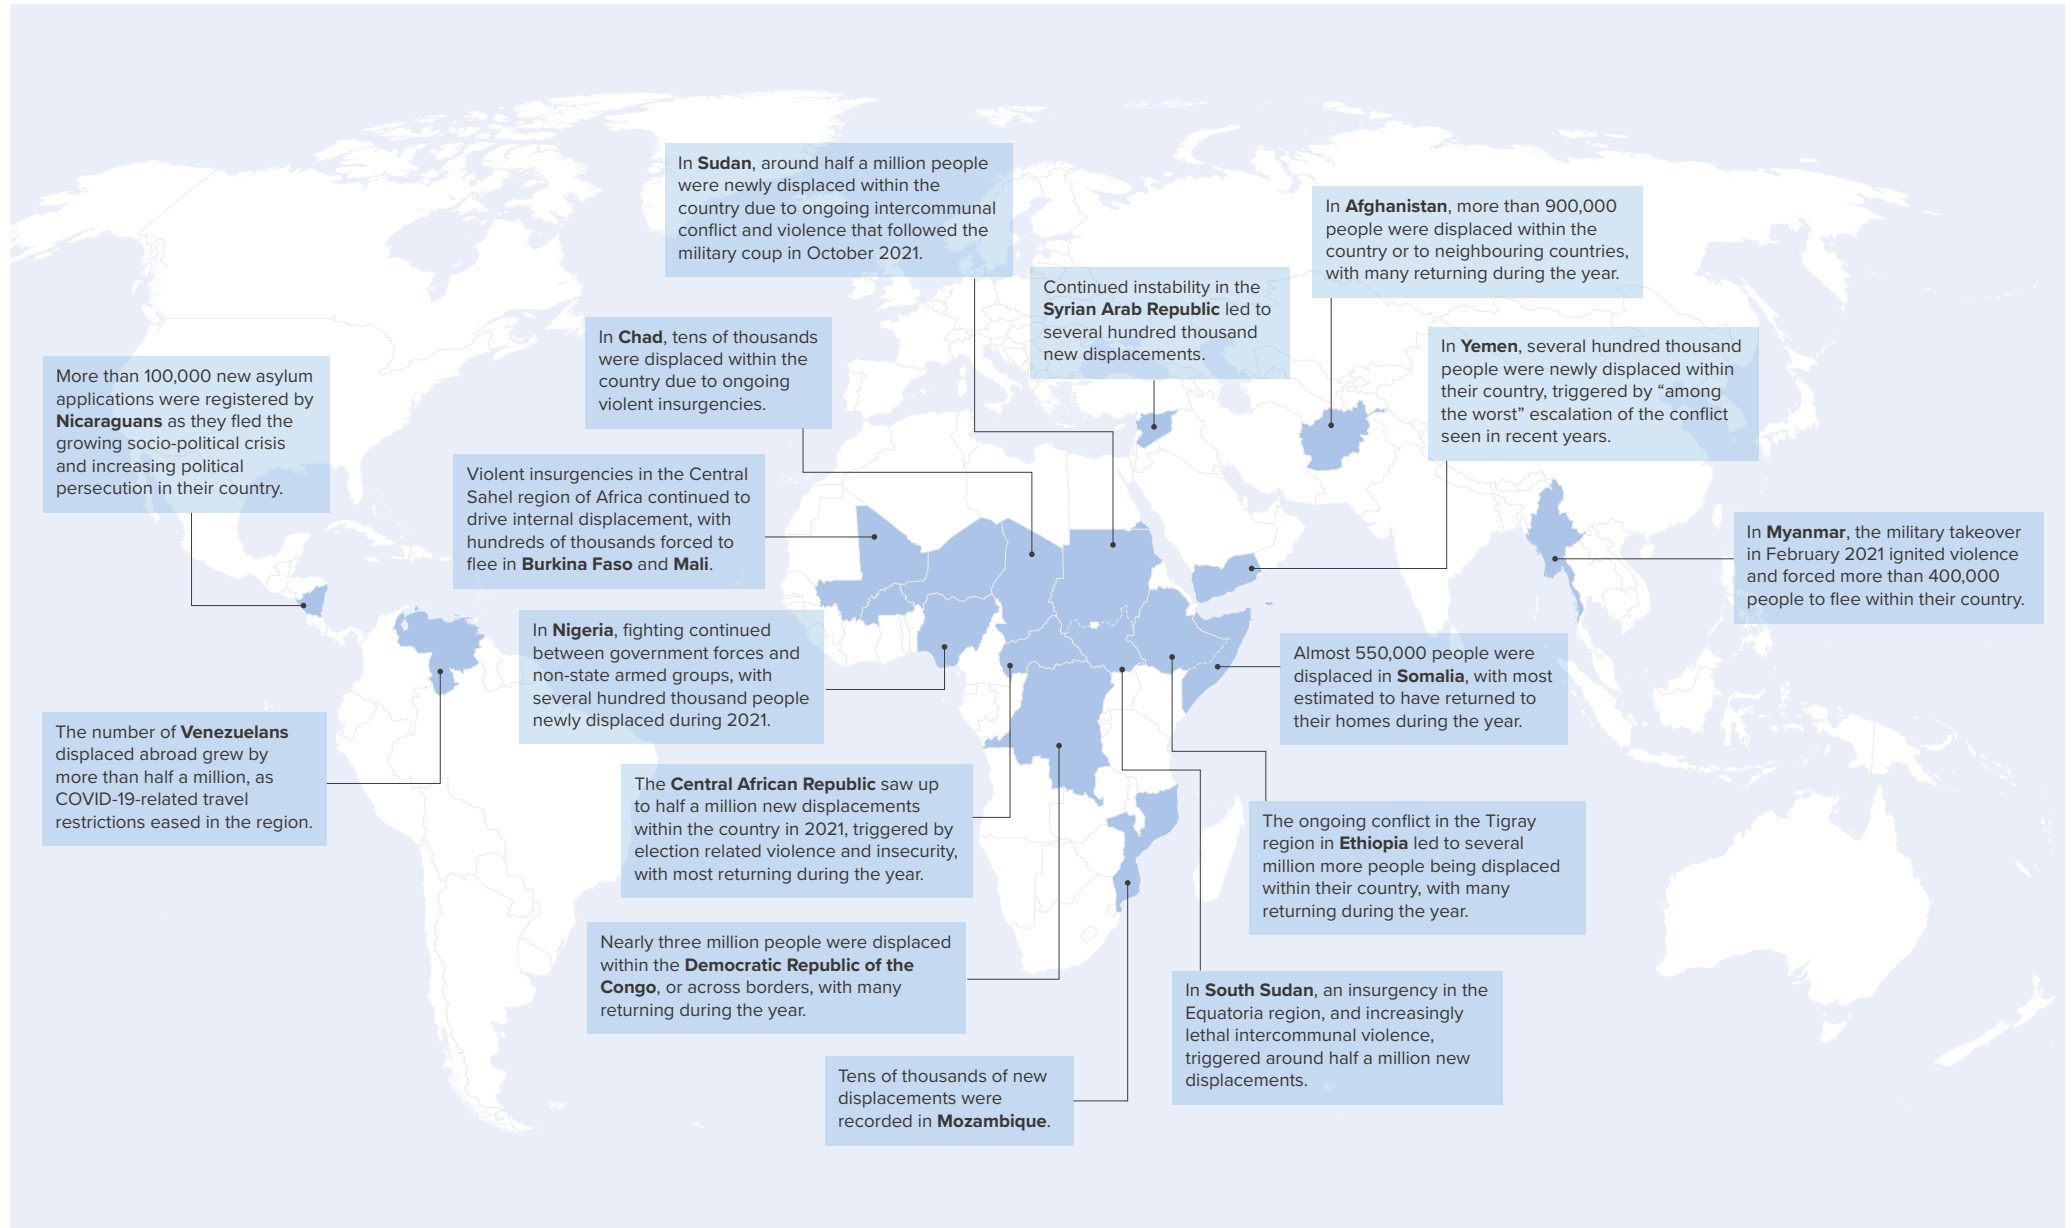 In Sudan, around half a million people
were newly displaced within the
country due to ongoing intercommunal
conflict and violence that followed the
military coup in October 2021.
In Afghanistan, more than 900,000
people were displaced within the
country or to neighbouring countries,
with many returning during the year.
Continued instability in the
Syrian Arab Republic led to
several hundred thousand
new displacements.
In Chad, tens of thousands
were displaced within the
country due to ongoing
violent insurgencies.
In Yemen, several hundred thousand
people were newly displaced within
their country, triggered by “among
the worst” escalation of the conflict
seen in recent years.
More than 100,000 new asylum
applications were registered by
Nicaraguans as they fled the
growing socio-political crisis
and increasing political
persecution in their country.
Violent insurgencies in the Central
Sahel region of Africa continued to
drive internal displacement, with
hundreds of thousands forced to
flee in Burkina Faso and Mali.
In Myanmar, the military takeover
in February 2021 ignited violence
and forced more than 400,000
people to flee within their country.
In Nigeria, fighting continued
between government forces and
non-state armed groups, with
several hundred thousand people
newly displaced during 2021.
Almost 550,000 people were
displaced in Somalia, with most
estimated to have returned to
their homes during the year.
The number of Venezuelans
displaced abroad grew by
more than half a million, as
COVID-19-related travel
restrictions eased in the region.
The Central African Republic saw up
to half a million new displacements
within the country in 2021, triggered by
election related violence and insecurity,
with most returning during the year.
The ongoing conflict in the Tigray
region in Ethiopia led to several
million more people being displaced
within their country, with many
returning during the year.
Nearly three million people were displaced
within the Democratic Republic of the
Congo, or across borders, with many
returning during the year.
In South Sudan, an insurgency in the
Equatoria region, and increasingly
lethal intercommunal violence,
triggered around half a million new
displacements.
Tens of thousands of new
displacements were
recorded in Mozambique.